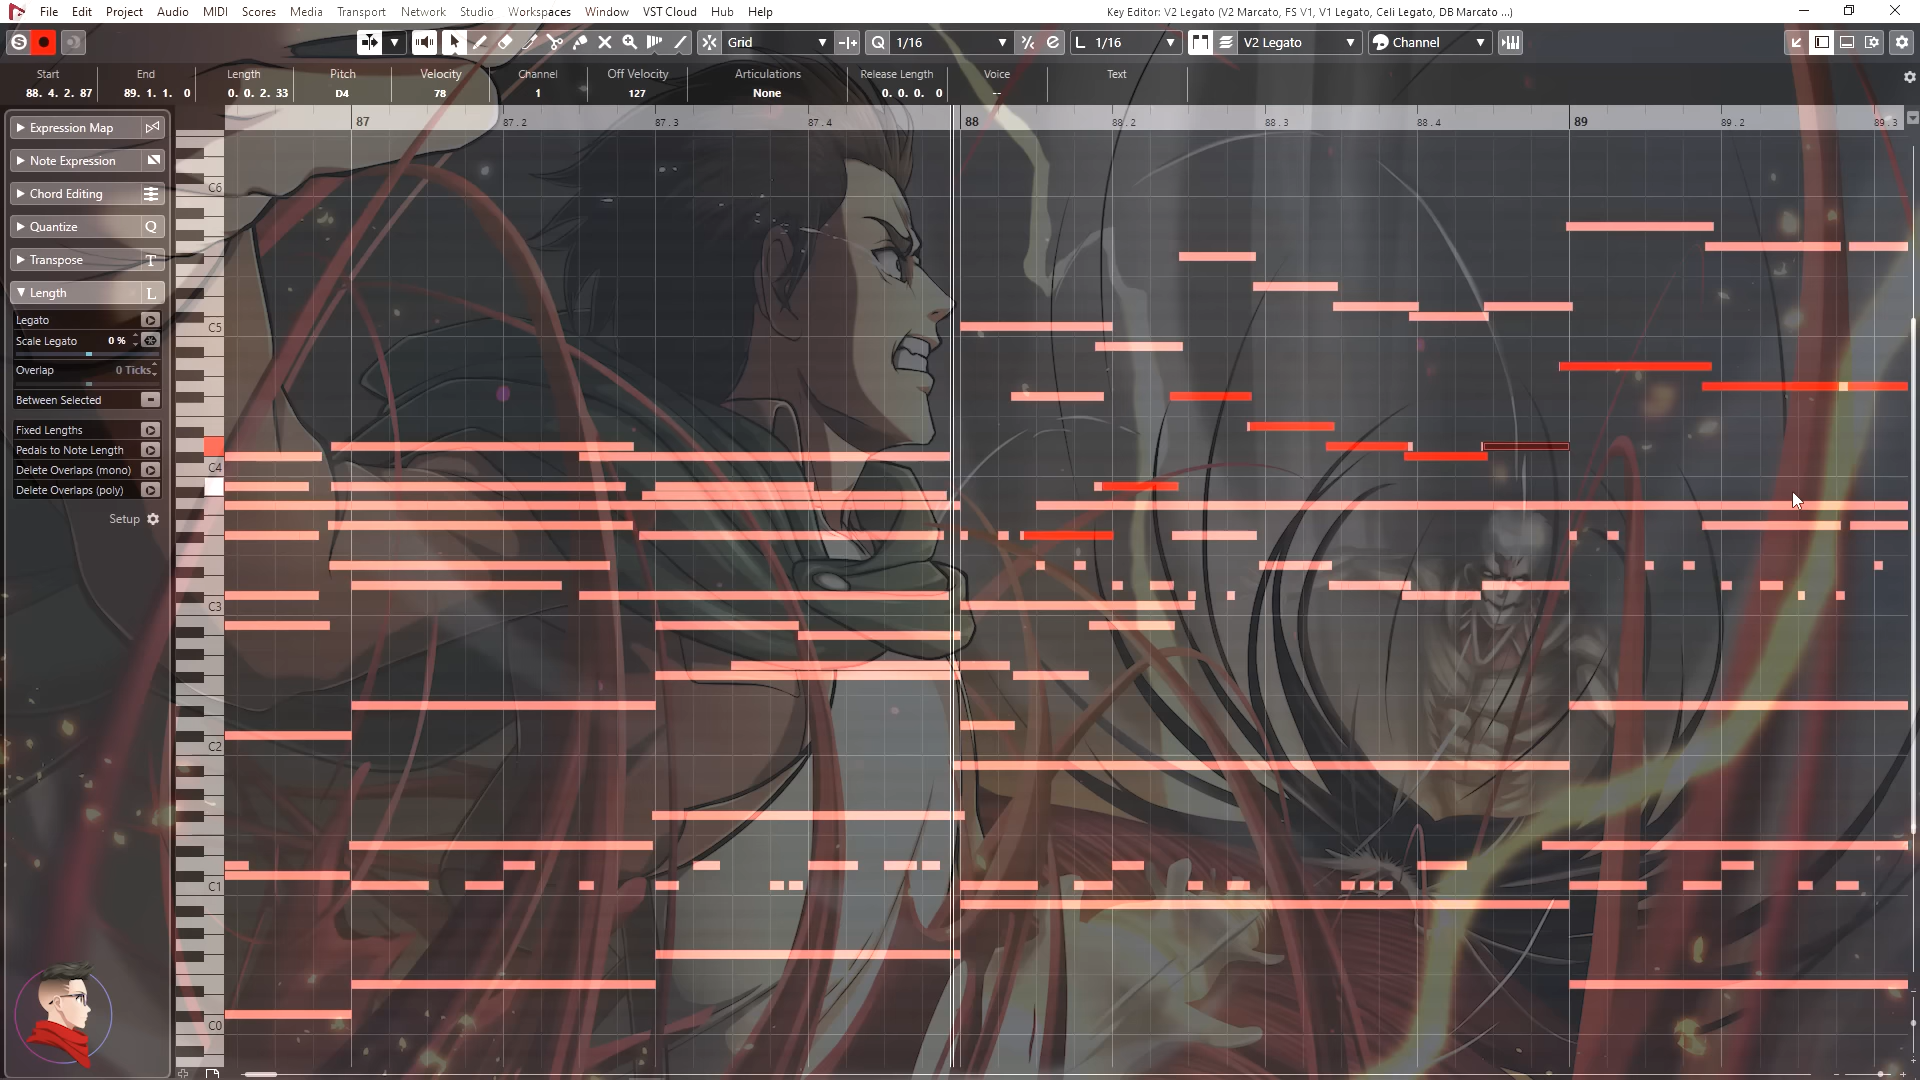 File Edit Project Audio MIDI Scores Media Transport Network Studio Workspaces Window VST Cloud Hub Help
Key Editor: V2 Legato (V2 Marcato, FS V1, V1 Legato, Celi Legato, DB Marcato ...)
S Grid Q 1/16 L 1/16 V2 Legato Channel
Start End Length Pitch Velocity Channel Off Velocity Articulations Release Length Voice Text
88. 4. 2. 87 89. 1. 1. 0 0. 0. 2. 33 D4 78 1 127 None 0. 0. 0. 0 --
87 87.2 87.3 87.4 88 88.2 88.3 88.4 89 89.2 89.3
Expression Map
Note Expression
Chord Editing
Quantize Q
Transpose T
Length L
Legato
Scale Legato 0 %
Overlap 0 Ticks
Between Selected
Fixed Lengths
Pedals to Note Length
Delete Overlaps (mono)
Delete Overlaps (poly)
Setup
C6
C5
C4
C3
C2
C1
C0